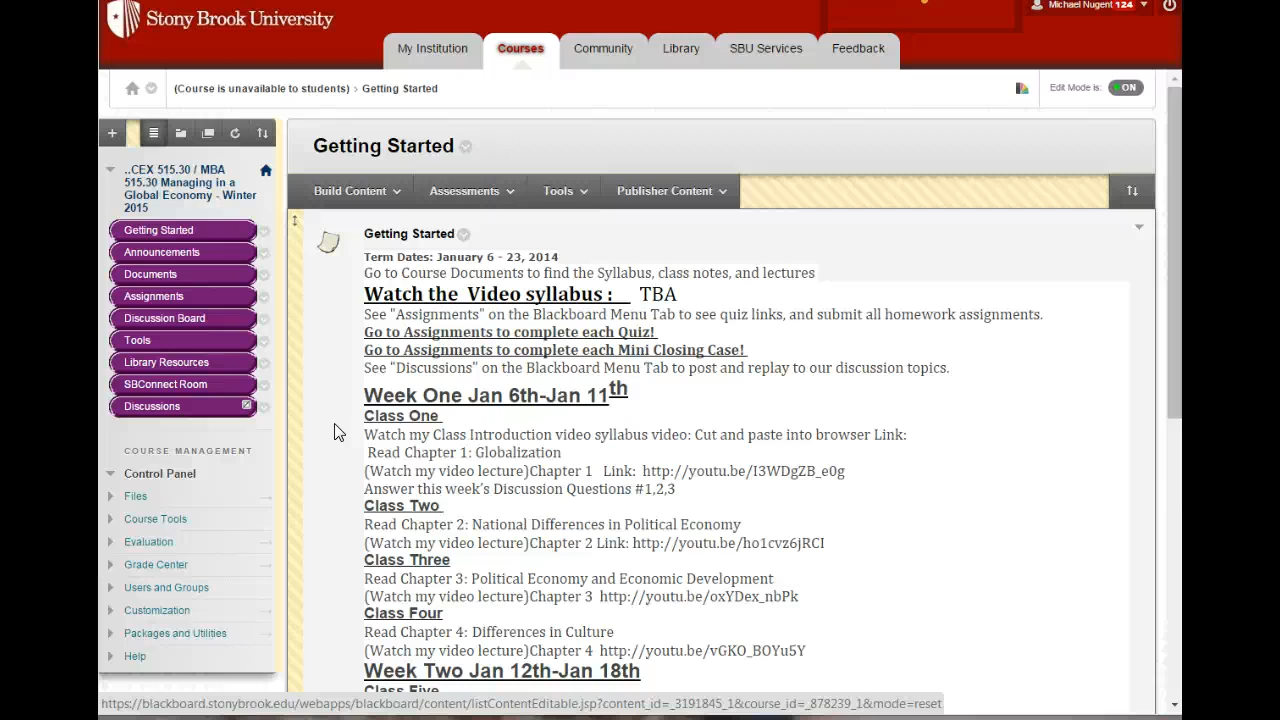 Stony Brook University
Michael Nugent 124
My Institution
Courses
Community
Library
SBU Services
Feedback
(Course is unavailable to students) > Getting Started
Edit Mode is: ON
..CEX 515.30 / MBA
515.30 Managing in a
Global Economy - Winter
2015
Getting Started
Announcements
Documents
Assignments
Discussion Board
Tools
Library Resources
SBConnect Room
Discussions
COURSE MANAGEMENT
Control Panel
Files
Course Tools
Evaluation
Grade Center
Users and Groups
Customization
Packages and Utilities
Help
Getting Started
Build Content
Assessments
Tools
Publisher Content
Getting Started
Term Dates: January 6 - 23, 2014
Go to Course Documents to find the Syllabus, class notes, and lectures
Watch the Video syllabus : TBA
See "Assignments" on the Blackboard Menu Tab to see quiz links, and submit all homework assignments.
Go to Assignments to complete each Quiz!
Go to Assignments to complete each Mini Closing Case!
See "Discussions" on the Blackboard Menu Tab to post and replay to our discussion topics.
Week One Jan 6th-Jan 11th
Class One
Watch my Class Introduction video syllabus video: Cut and paste into browser Link:
Read Chapter 1: Globalization
(Watch my video lecture)Chapter 1 Link: http://youtu.be/I3WDgZB_e0g
Answer this week's Discussion Questions #1,2,3
Class Two
Read Chapter 2: National Differences in Political Economy
(Watch my video lecture)Chapter 2 Link: http://youtu.be/ho1cvz6jRCI
Class Three
Read Chapter 3: Political Economy and Economic Development
(Watch my video lecture)Chapter 3 http://youtu.be/oxYDex_nbPk
Class Four
Read Chapter 4: Differences in Culture
(Watch my video lecture)Chapter 4 http://youtu.be/vGKO_BOYu5Y
Week Two Jan 12th-Jan 18th
Class Five
https://blackboard.stonybrook.edu/webapps/blackboard/content/listContentEditable.jsp?content_id=_3191845_1&course_id=_878239_1&mode=reset